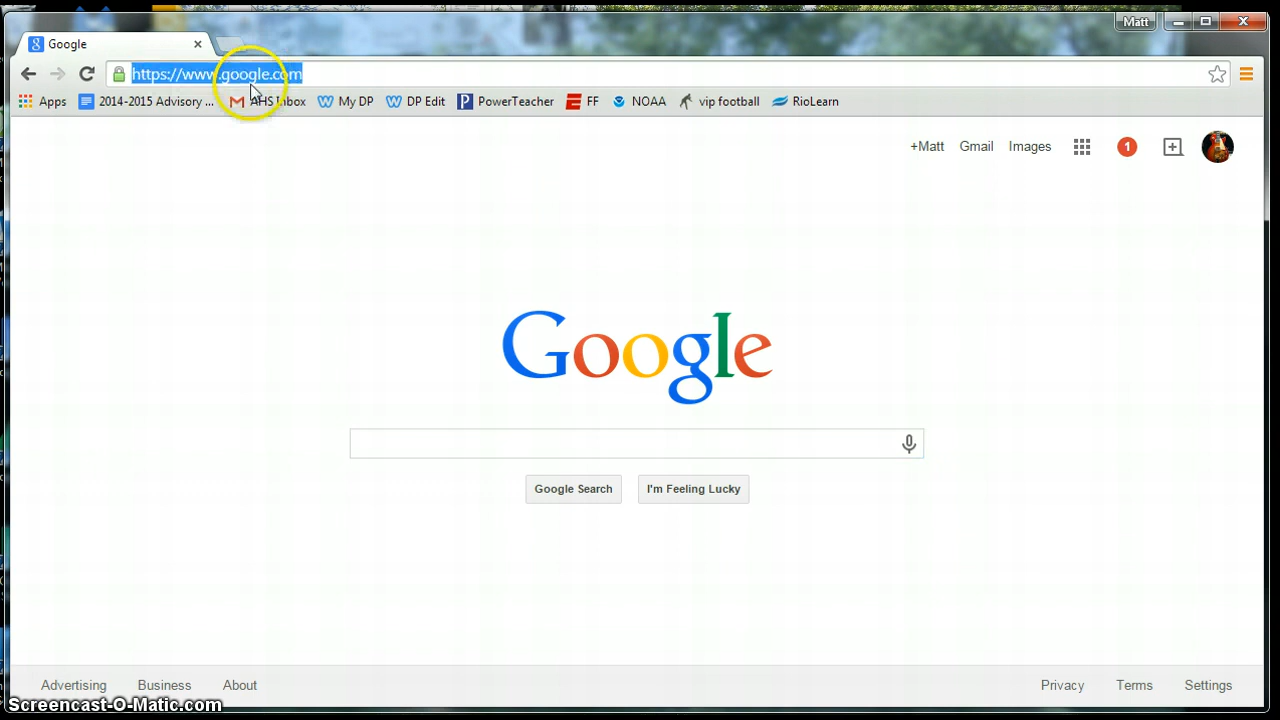 Matt
Google
https://www.google.com
Apps 2014-2015 Advisory ... AHS Inbox My DP DP Edit PowerTeacher FF NOAA vip football RioLearn
+Matt Gmail Images 1
Google
Google Search I'm Feeling Lucky
Advertising Business About Privacy Terms Settings
Screencast-O-Matic.com